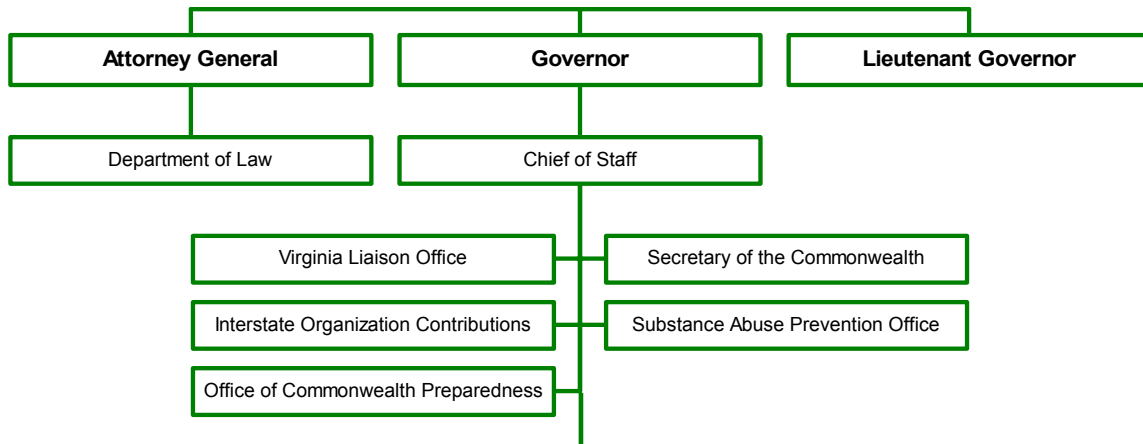 Attorney General
Governor
Lieutenant Governor
Department of Law
Chief of Staff
Virginia Liaison Office
Secretary of the Commonwealth
Interstate Organization Contributions
Substance Abuse Prevention Office
Office of Commonwealth Preparedness